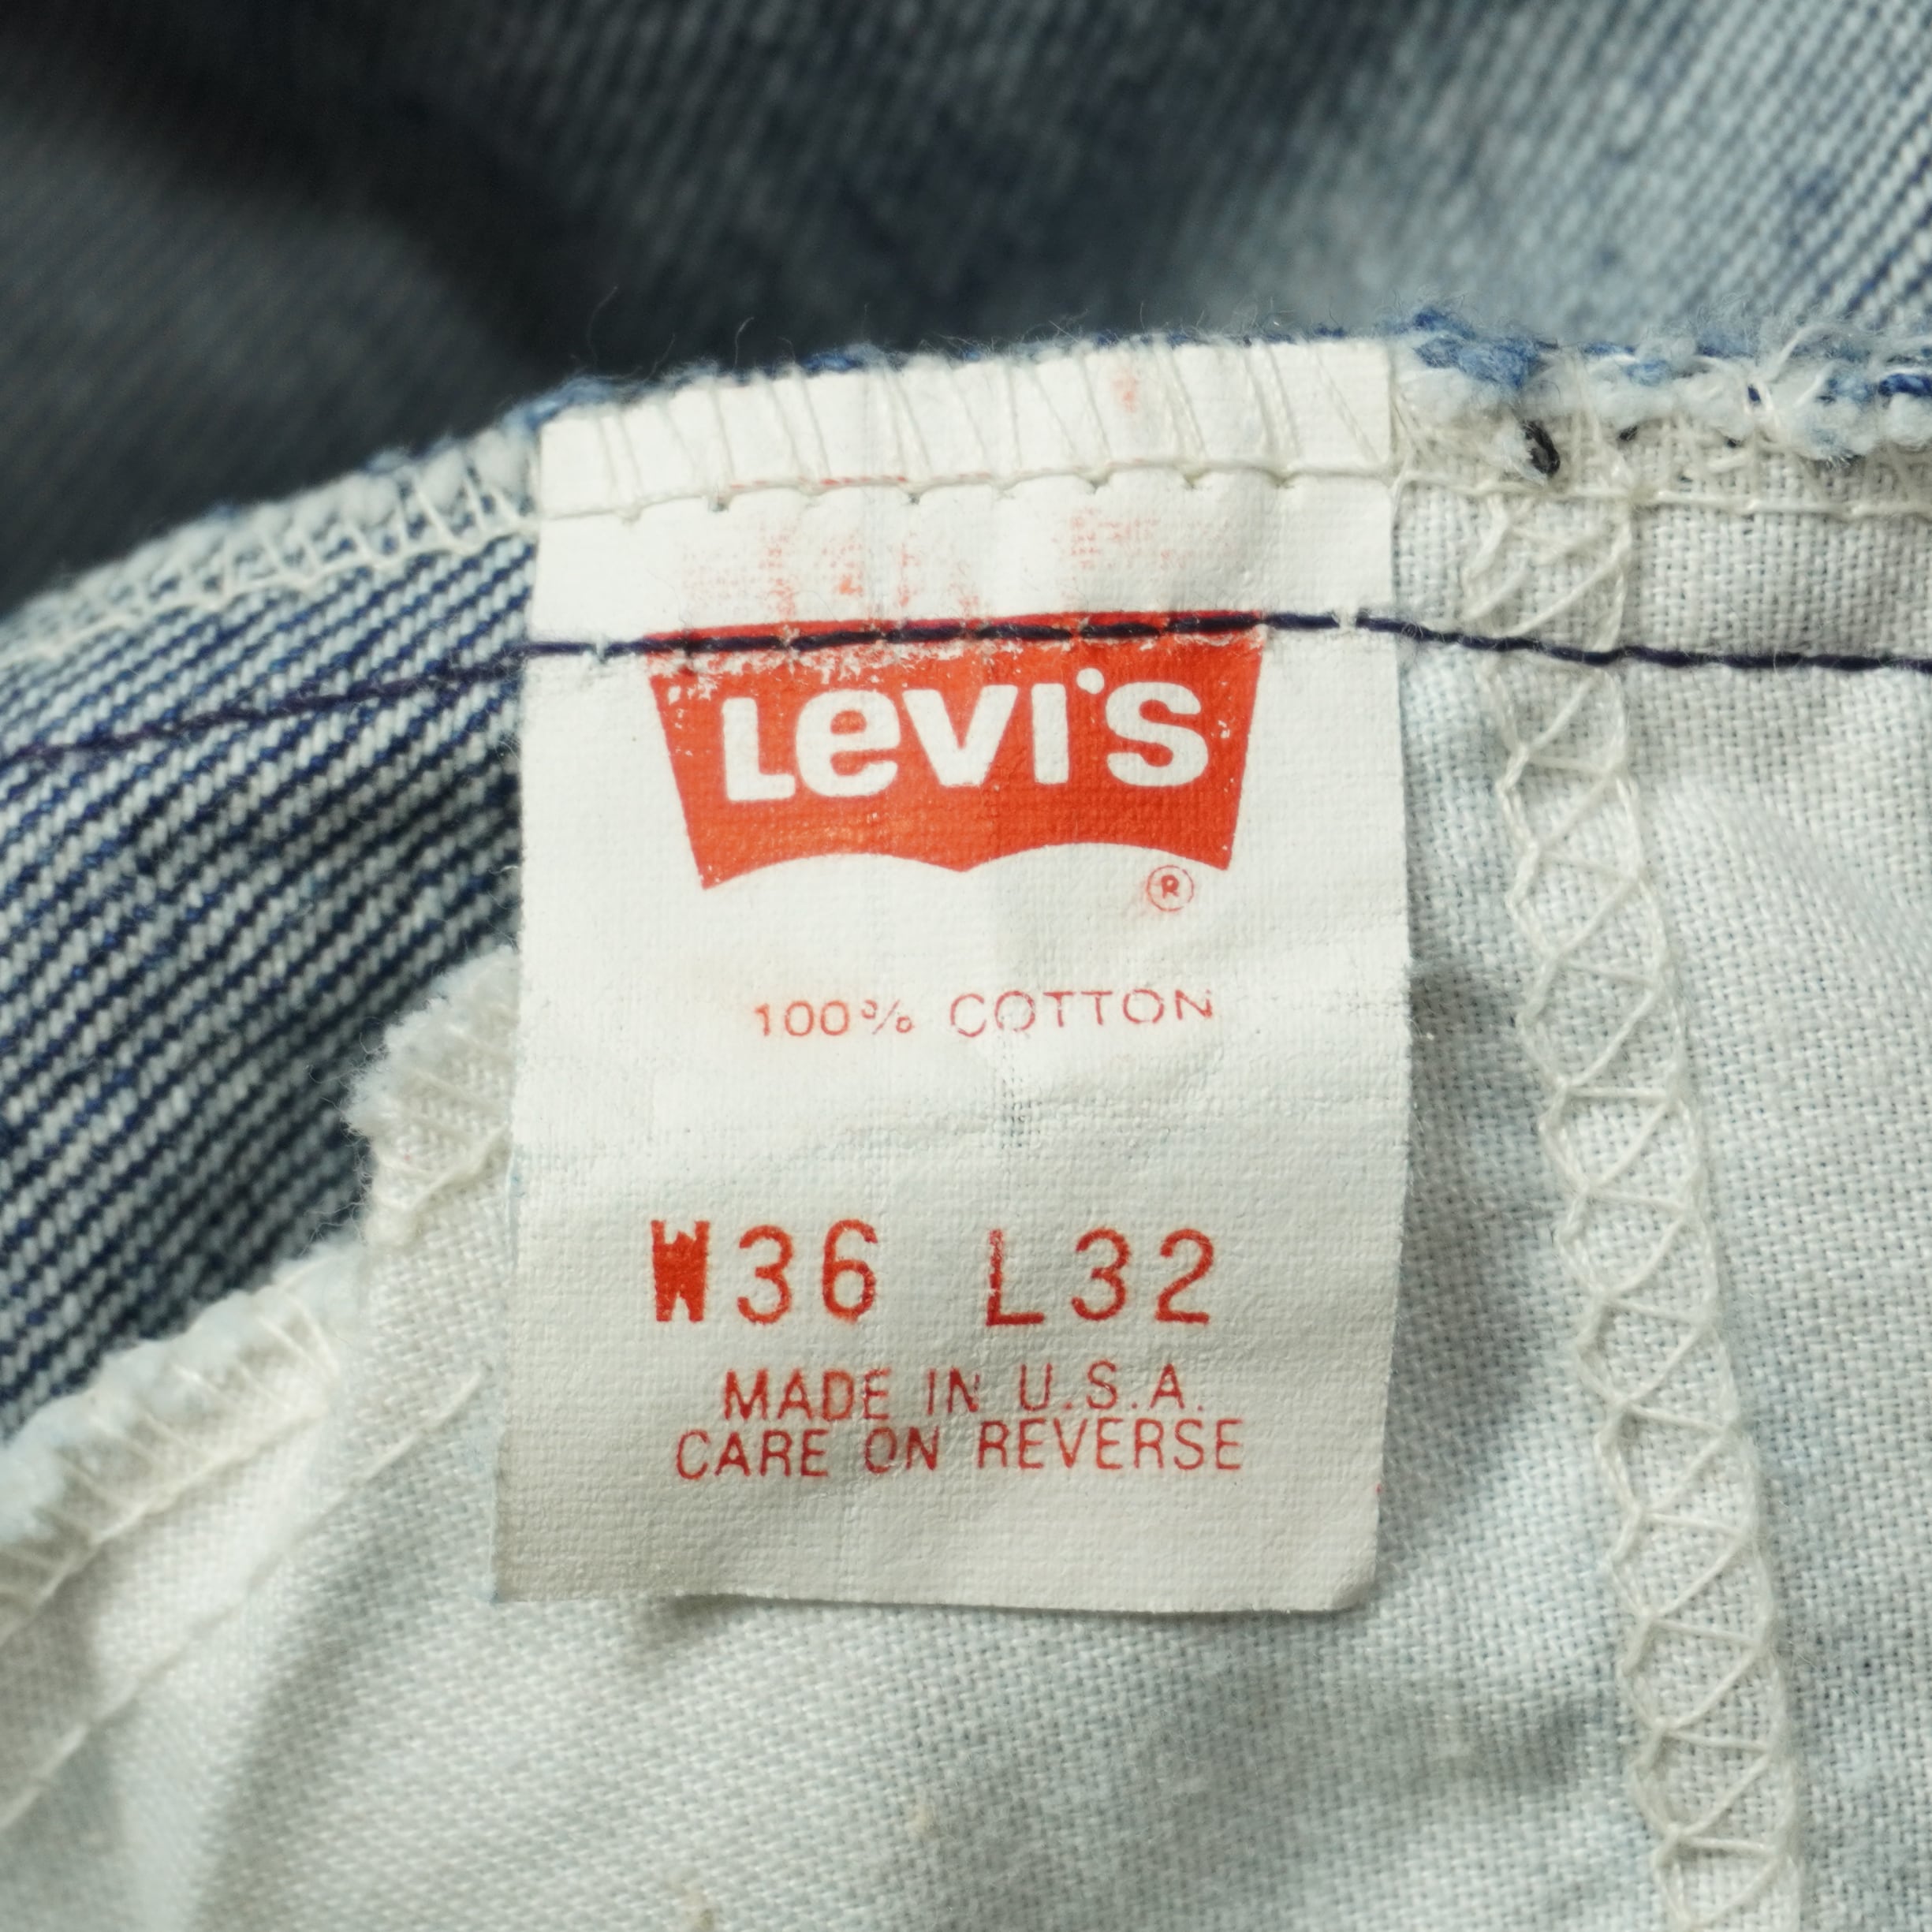 Levi's
®
100% COTTON
W36 L32
MADE IN U.S.A.
CARE ON REVERSE